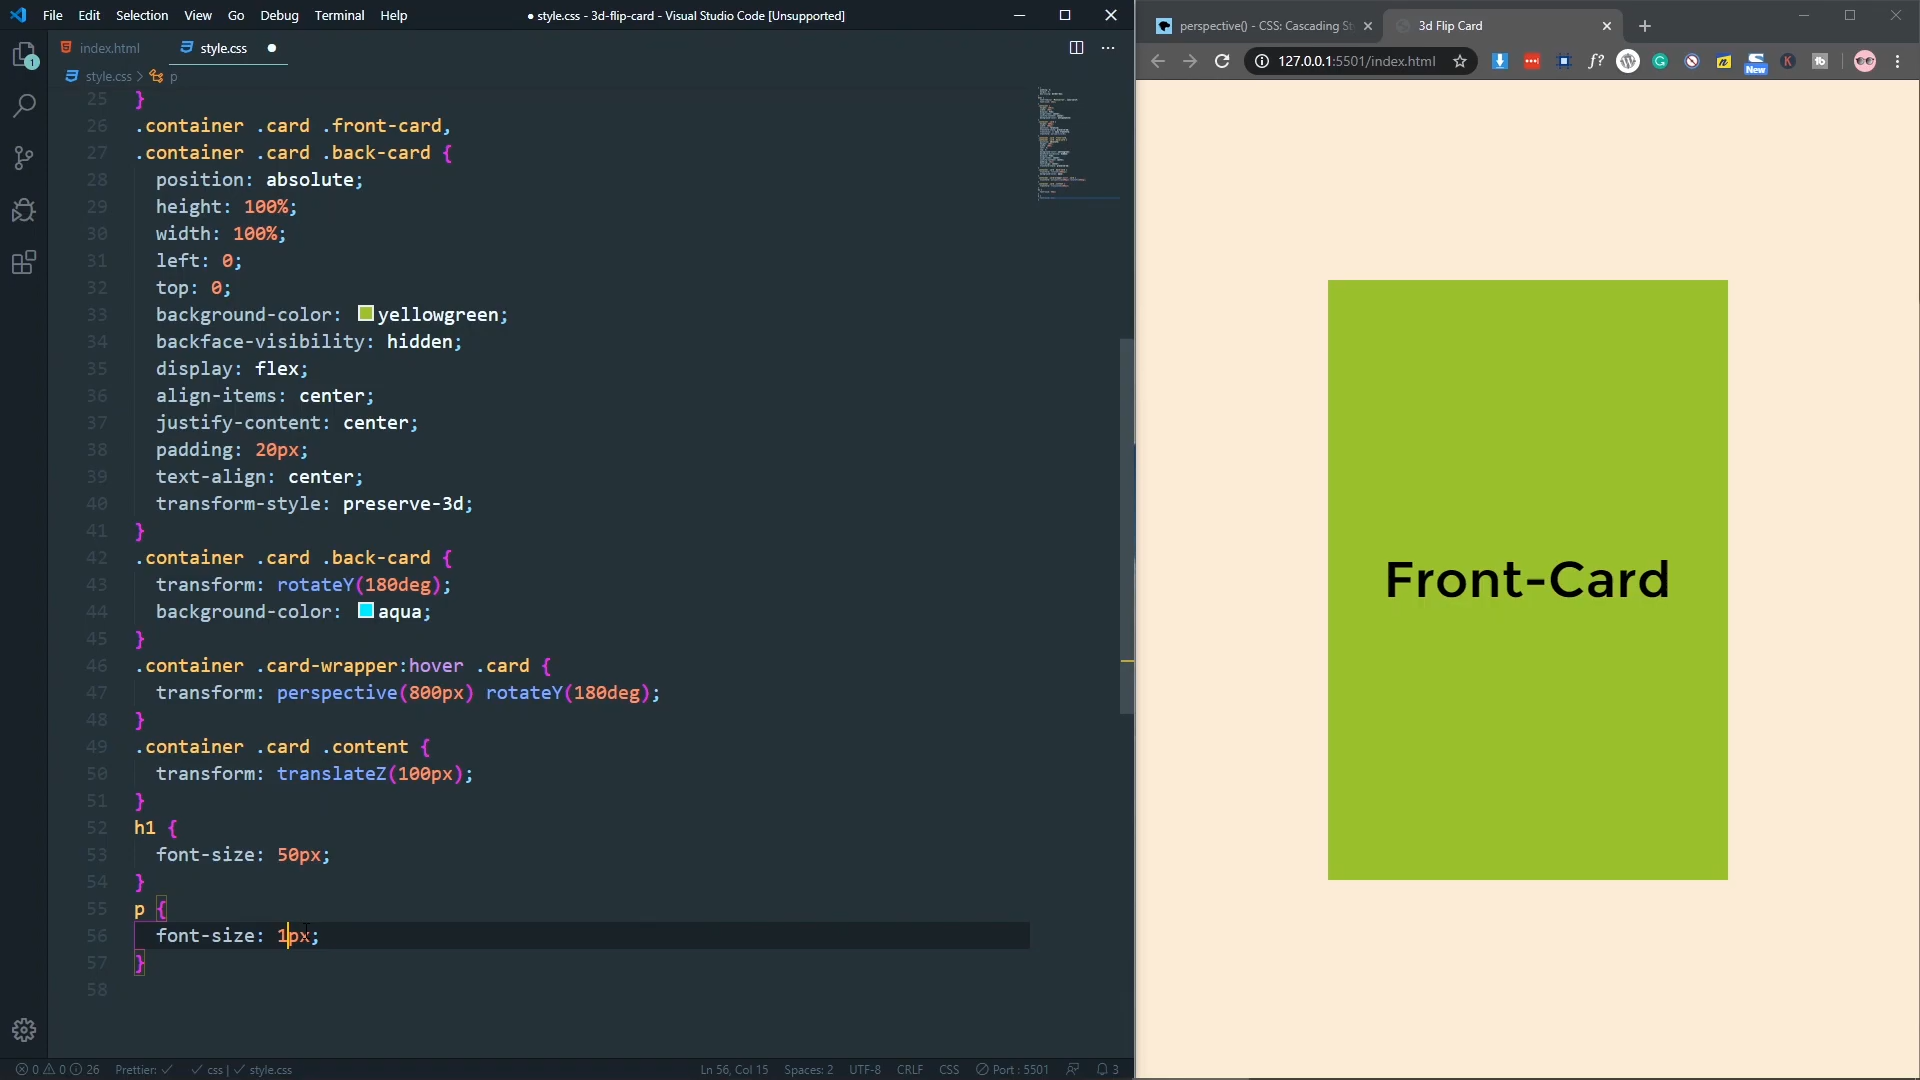 File Edit Selection View Go Debug Terminal Help
● style.css - 3d-flip-card - Visual Studio Code [Unsupported]
index.html
style.css ●
style.css > p
1
25 }
26 .container .card .front-card,
27 .container .card .back-card {
28 position: absolute;
29 height: 100%;
30 width: 100%;
31 left: 0;
32 top: 0;
33 background-color: yellowgreen;
34 backface-visibility: hidden;
35 display: flex;
36 align-items: center;
37 justify-content: center;
38 padding: 20px;
39 text-align: center;
40 transform-style: preserve-3d;
41 }
42 .container .card .back-card {
43 transform: rotateY(180deg);
44 background-color: aqua;
45 }
46 .container .card-wrapper:hover .card {
47 transform: perspective(800px) rotateY(180deg);
48 }
49 .container .card .content {
50 transform: translateZ(100px);
51 }
52 h1 {
53 font-size: 50px;
54 }
55 p {
56 font-size: 1px;
57 }
58
0 0 26 Prettier: ✓ ✓ css | ✓ style.css
Ln 56, Col 15 Spaces: 2 UTF-8 CRLF CSS Port : 5501 3
perspective() - CSS: Cascading St
3d Flip Card
127.0.0.1:5501/index.html
f?
New
Front-Card